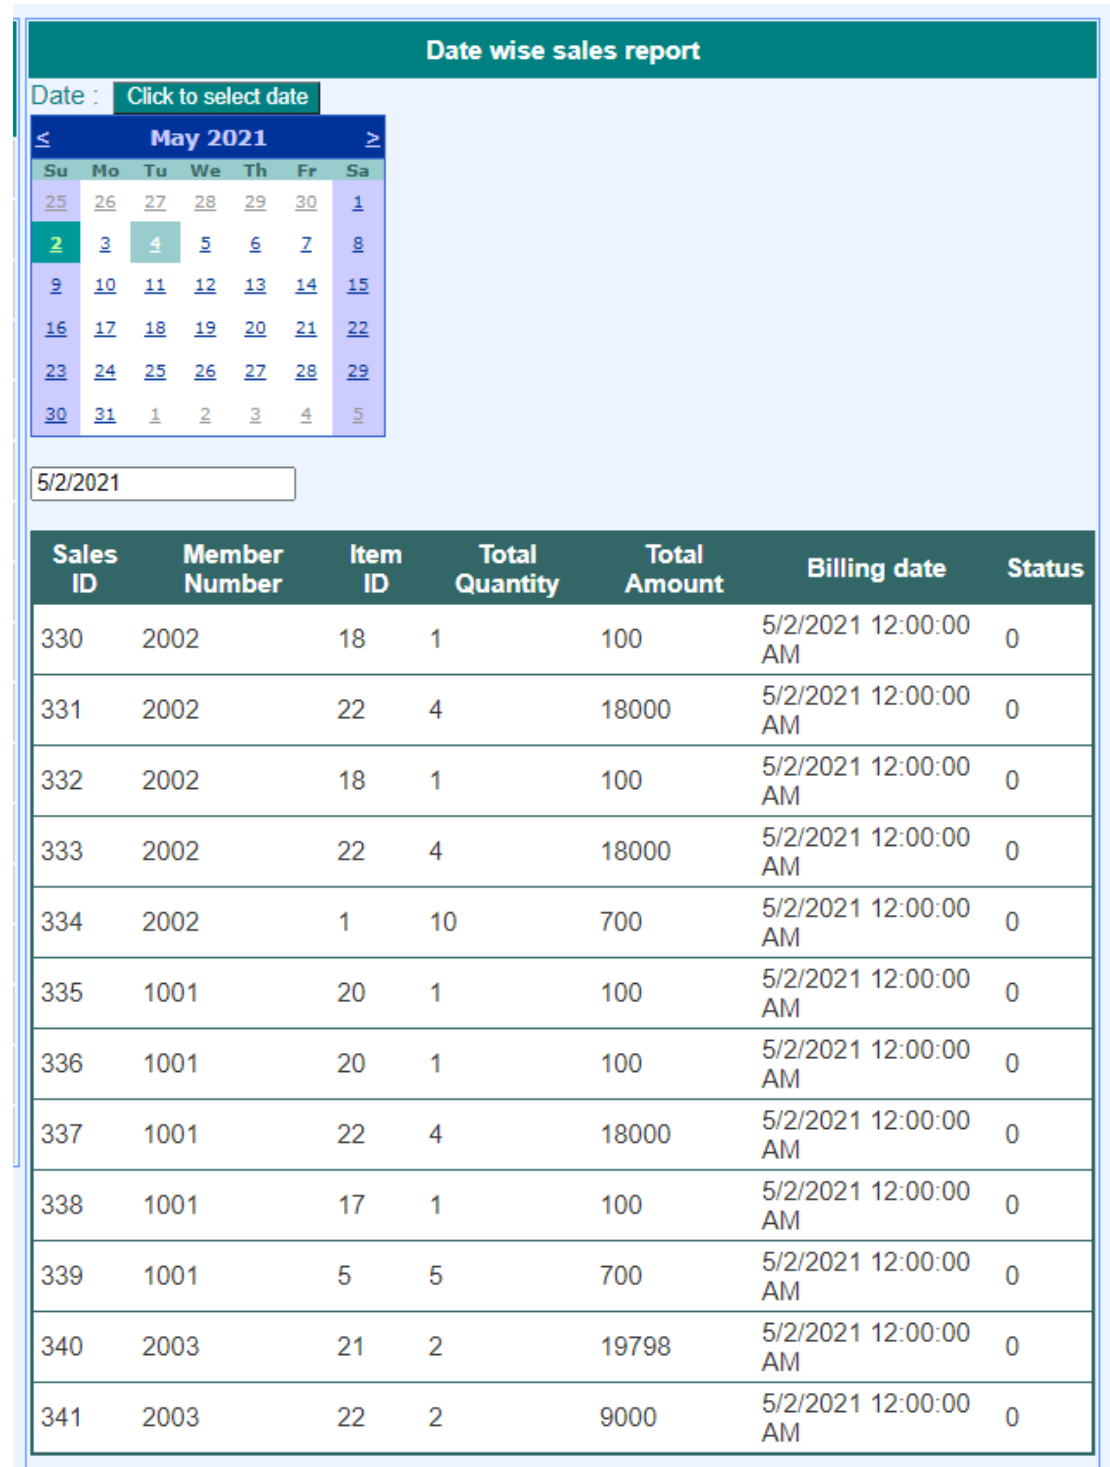 Date wise sales report
Date : Click to select date
< May 2021 >
Su Mo Tu We Th Fr Sa
25 26 27 28 29 30 1
2 3 4 5 6 7 8
9 10 11 12 13 14 15
16 17 18 19 20 21 22
23 24 25 26 27 28 29
30 31 1 2 3 4 5
5/2/2021
Sales ID Member Number Item ID Total Quantity Total Amount Billing date Status
330 2002 18 1 100 5/2/2021 12:00:00 AM 0
331 2002 22 4 18000 5/2/2021 12:00:00 AM 0
332 2002 18 1 100 5/2/2021 12:00:00 AM 0
333 2002 22 4 18000 5/2/2021 12:00:00 AM 0
334 2002 1 10 700 5/2/2021 12:00:00 AM 0
335 1001 20 1 100 5/2/2021 12:00:00 AM 0
336 1001 20 1 100 5/2/2021 12:00:00 AM 0
337 1001 22 4 18000 5/2/2021 12:00:00 AM 0
338 1001 17 1 100 5/2/2021 12:00:00 AM 0
339 1001 5 5 700 5/2/2021 12:00:00 AM 0
340 2003 21 2 19798 5/2/2021 12:00:00 AM 0
341 2003 22 2 9000 5/2/2021 12:00:00 AM 0